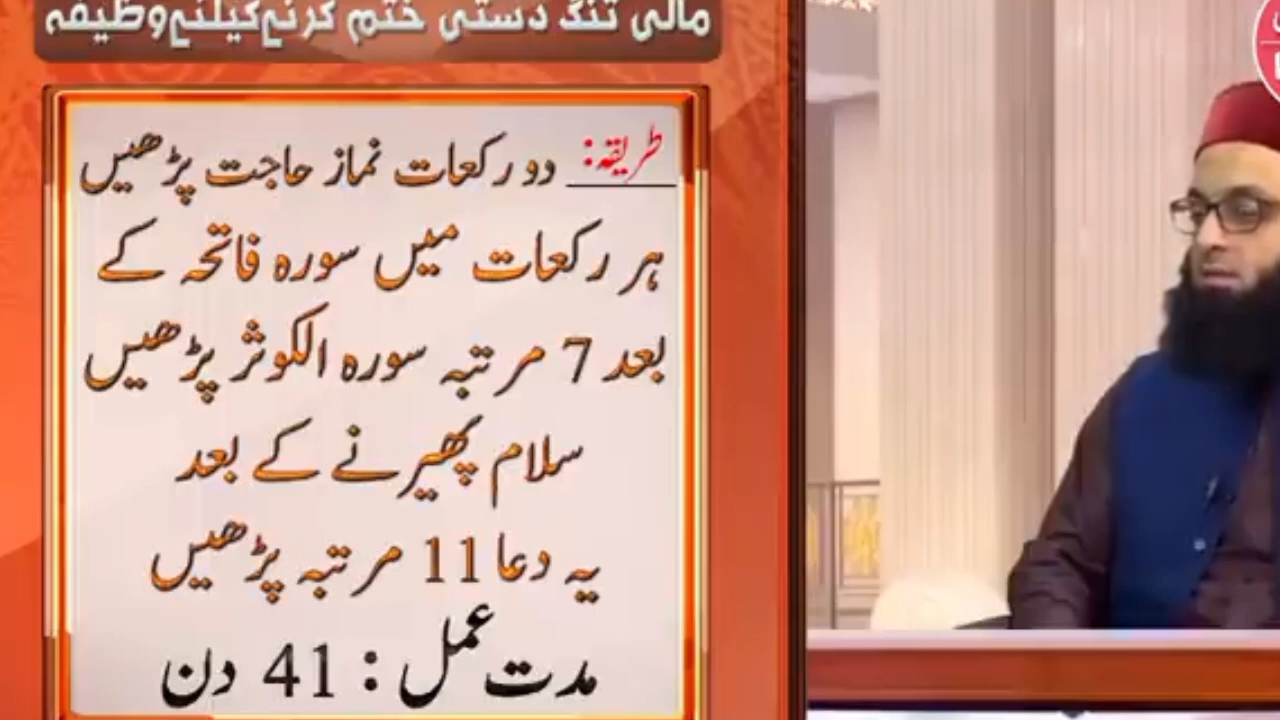 مالی تنگ دستی ختم کرنے کیلئے وظیفہ
طریقہ: دو رکعات نماز حاجت پڑھیں
ہر رکعات میں سورہ فاتحہ کے
بعد 7 مرتبہ سورہ الکوثر پڑھیں
سلام پھیرنے کے بعد
یہ دعا 11 مرتبہ پڑھیں
مدت عمل : 41 دن